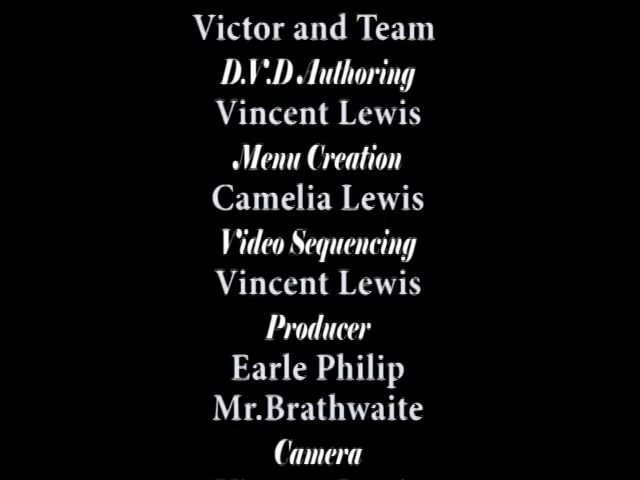 Victor and Team
D.V.D Authoring
Vincent Lewis
Menu Creation
Camelia Lewis
Video Sequencing
Vincent Lewis
Producer
Earle Philip
Mr.Brathwaite
Camera